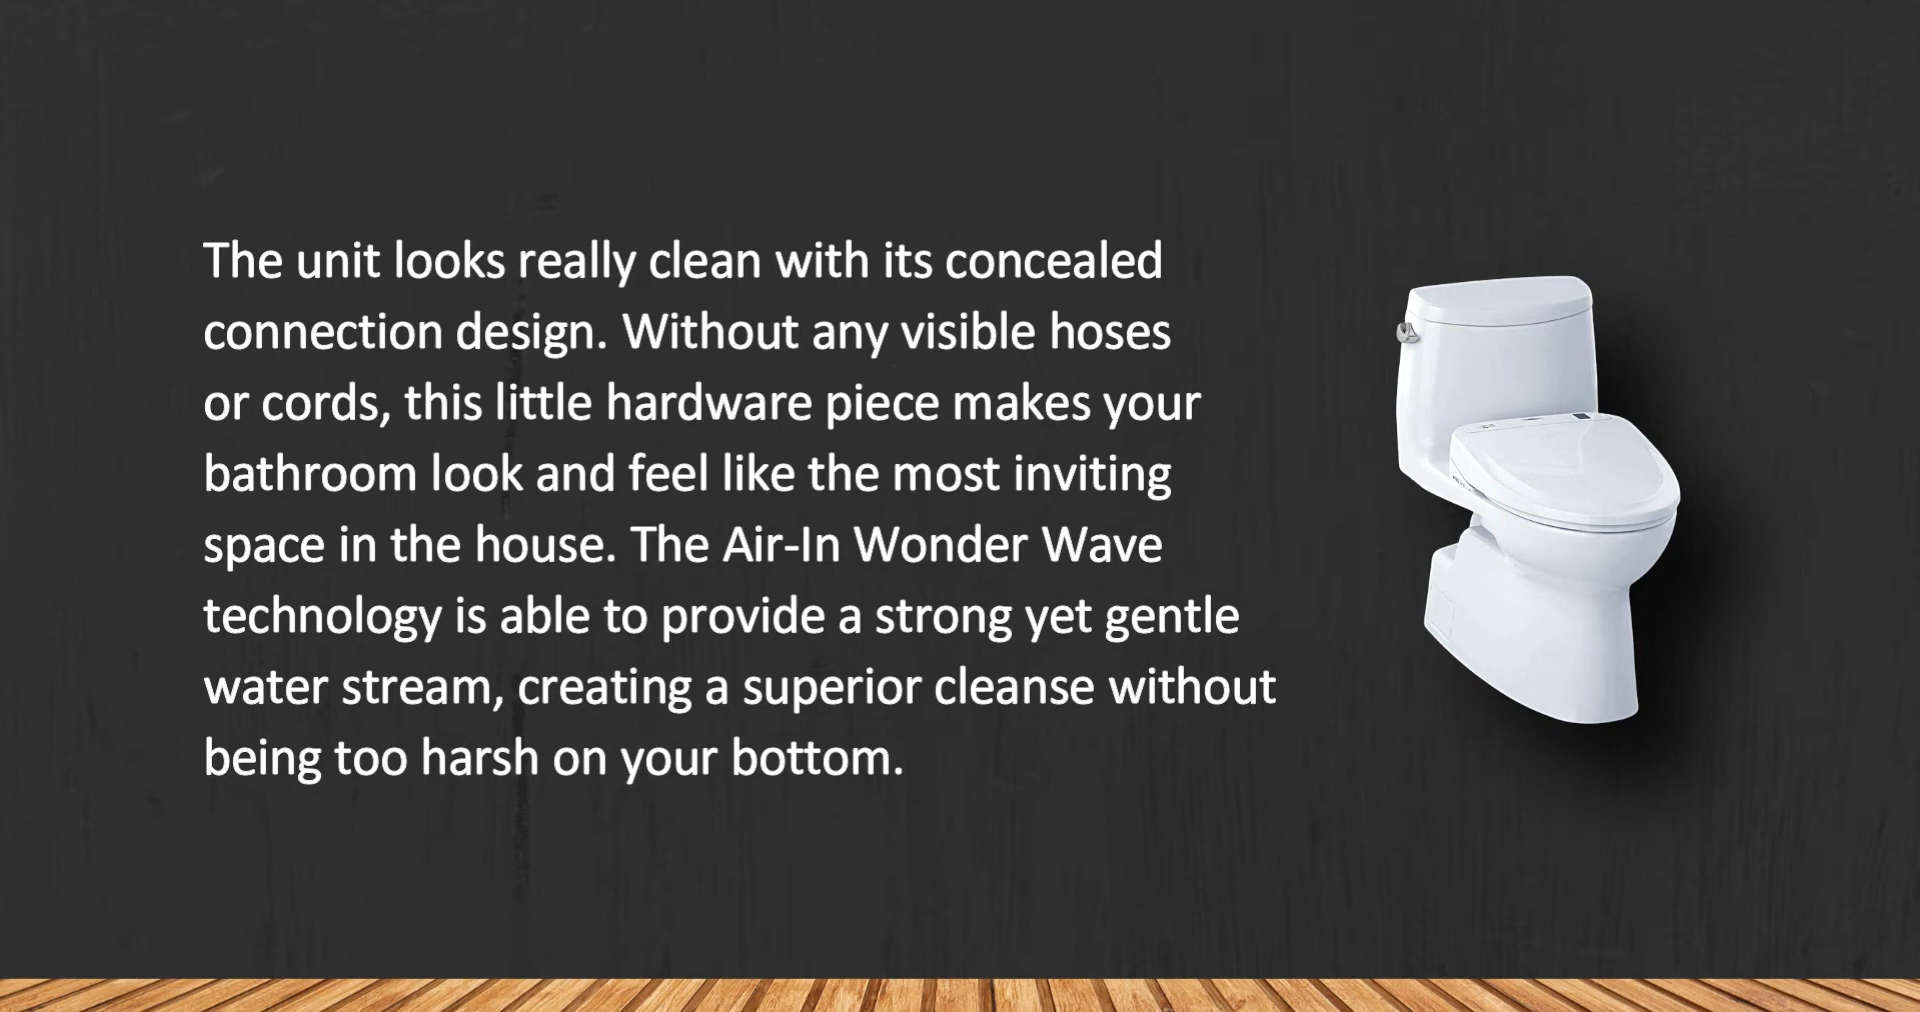 The unit looks really clean with its concealed
connection design. Without any visible hoses
or cords, this little hardware piece makes your
bathroom look and feel like the most inviting
space in the house. The Air-In Wonder Wave
technology is able to provide a strong yet gentle
water stream, creating a superior cleanse without
being too harsh on your bottom.